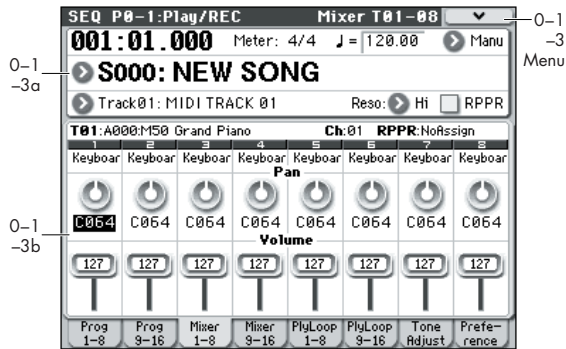 SEQ P0-1:Play/REC Mixer T01-08
0–1
–3
Menu
001:01.000 Meter: 4/4 ♩= 120.00 Manu
0–1
–3a
S000: NEW SONG
Track01: MIDI TRACK 01 Reso: Hi RPPR
T01:A000:M50 Grand Piano Ch:01 RPPR:NoAssign
1 2 3 4 5 6 7 8
Keyboar Keyboar Keyboar Keyboar Keyboar Keyboar Keyboar Keyboar
Pan
C064 C064 C064 C064 C064 C064 C064 C064
0–1
–3b
Volume
127 127 127 127 127 127 127 127
Prog 1-8 Prog 9-16 Mixer 1-8 Mixer 9-16 PlyLoop 1-8 PlyLoop 9-16 Tone Adjust Prefe-rence